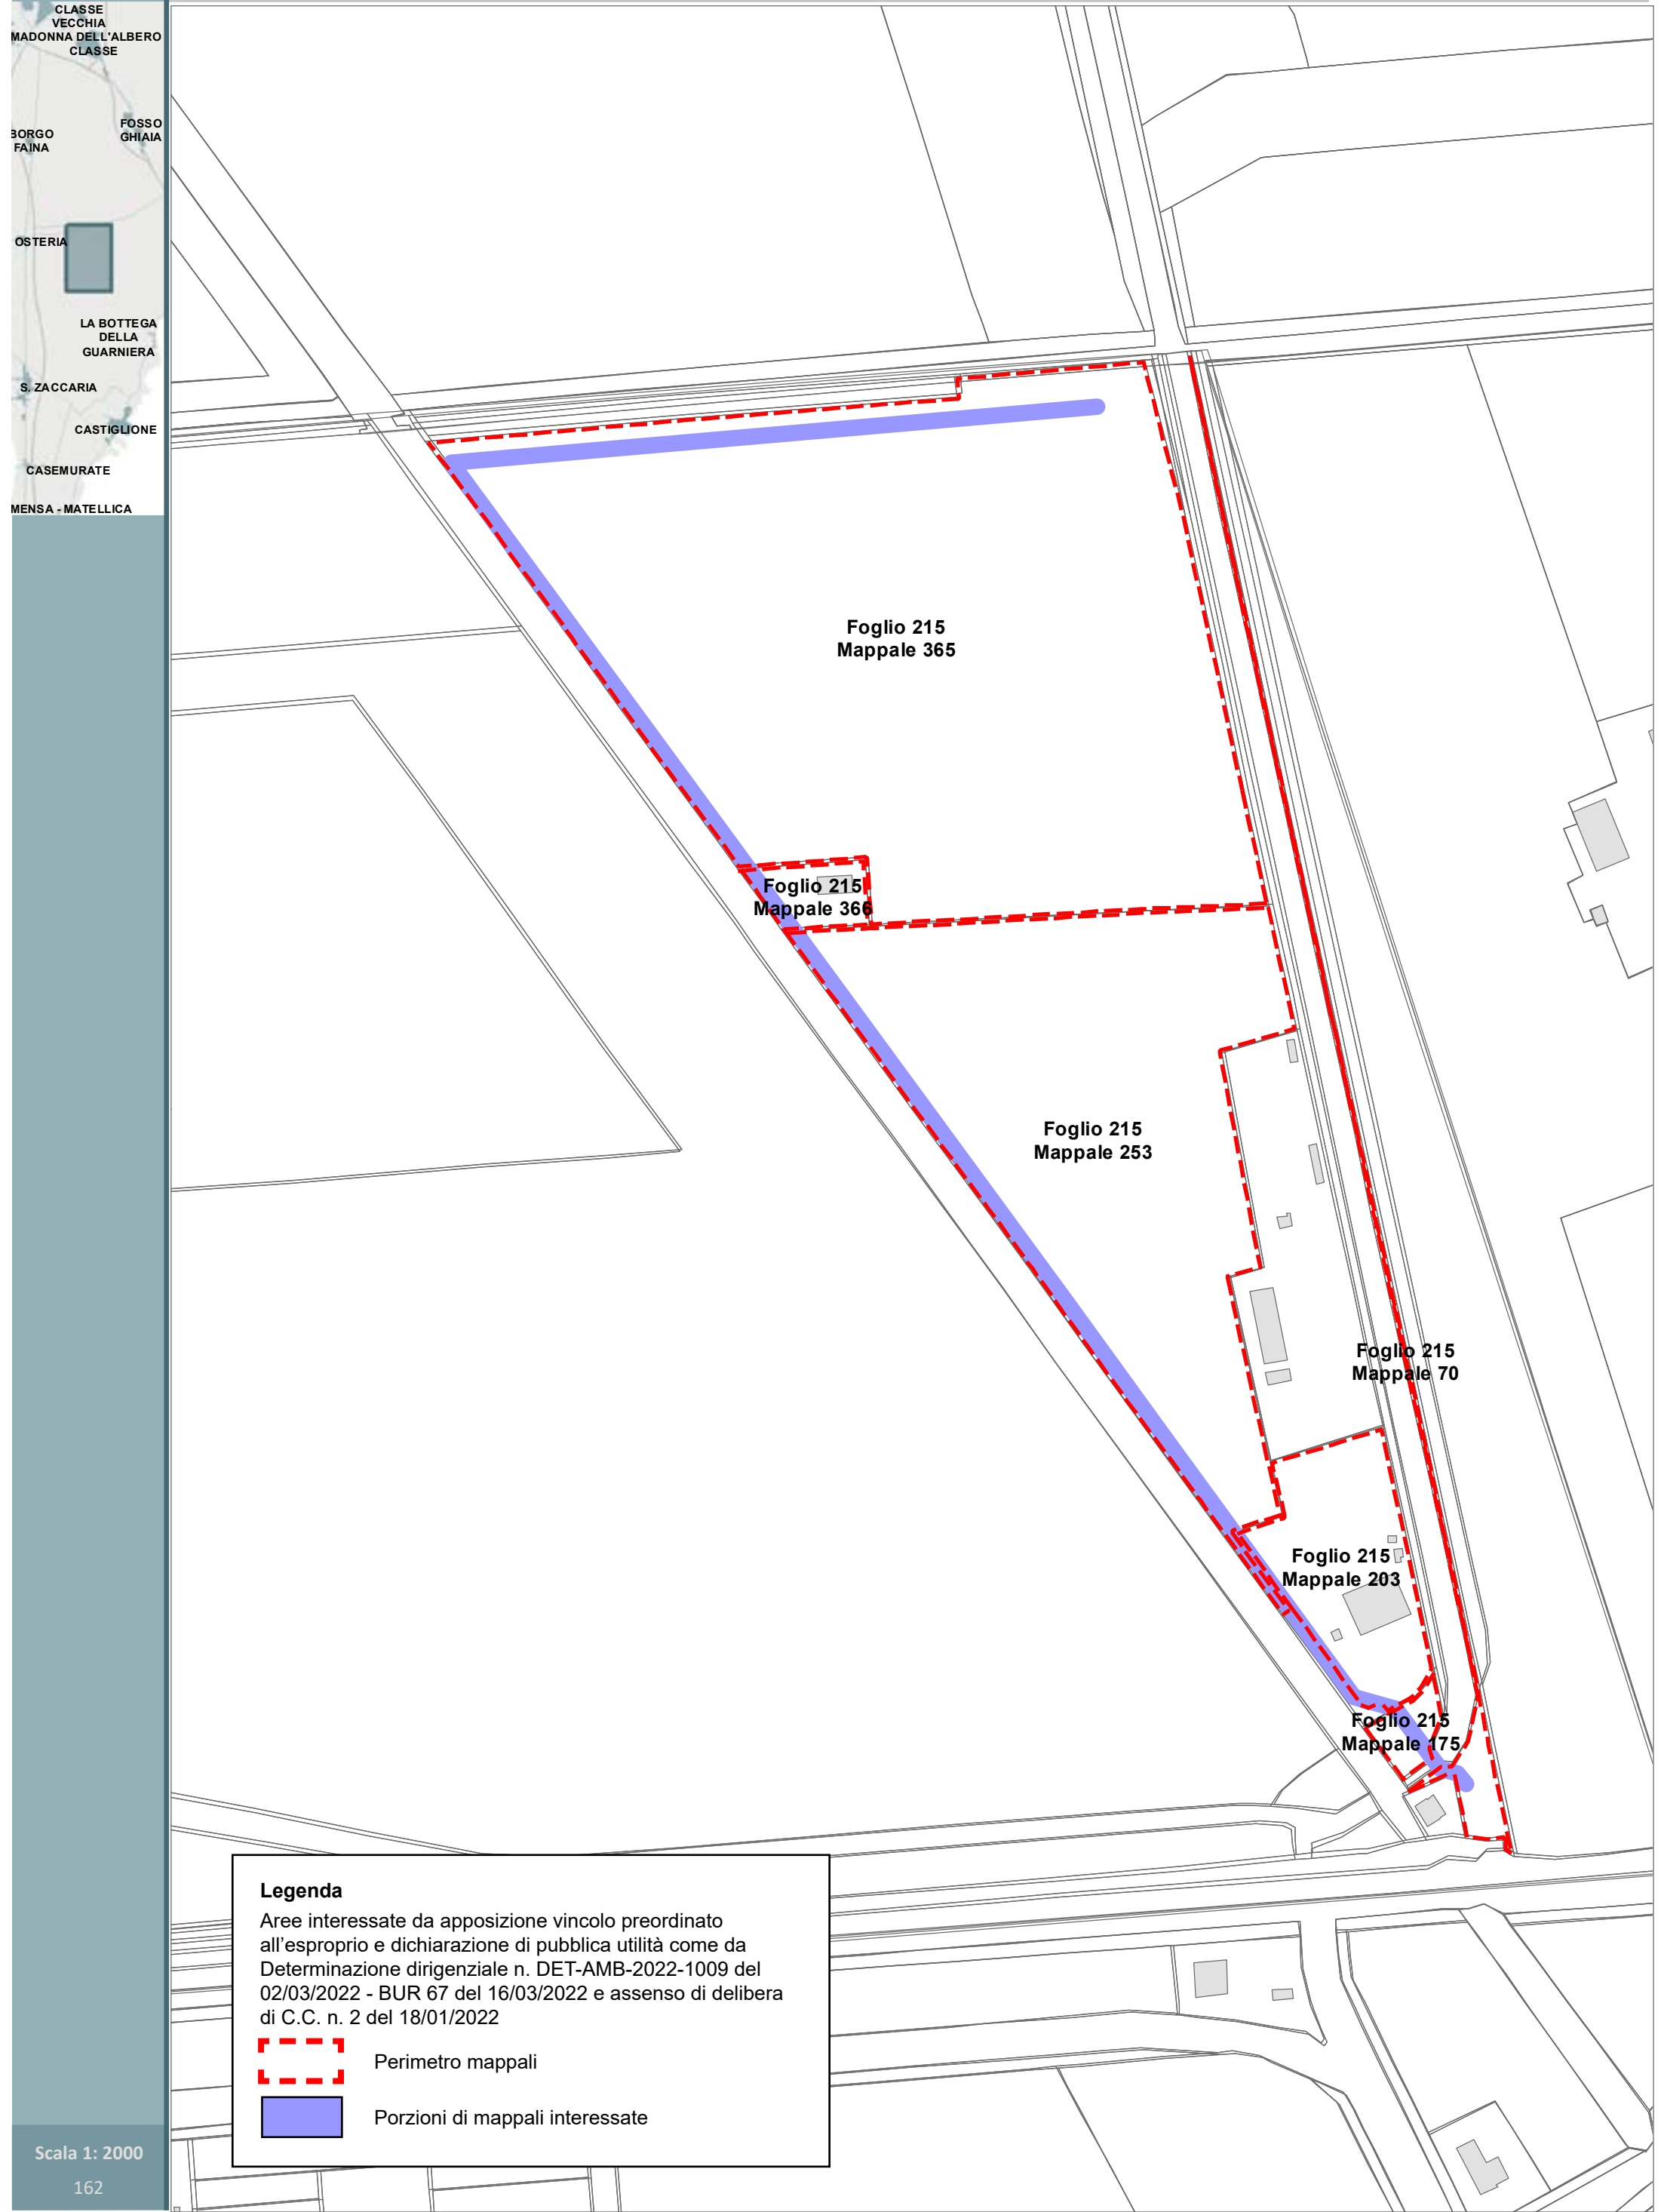 CLASSE
VECCHIA
MADONNA DELL'ALBERO
CLASSE
FOSSO
GHIAIA
BORGO
FAINA
OSTERIA
LA BOTTEGA
DELLA
GUARNIERA
S. ZACCARIA
CASTIGLIONE
CASEMURATE
MENSA - MATELLICA
Foglio 215
Mappale 365
Foglio 215
Mappale 366
Foglio 215
Mappale 253
Foglio 215
Mappale 70
Foglio 215
Mappale 203
Foglio 215
Mappale 175
Legenda
Aree interessate da apposizione vincolo preordinato
all'esproprio e dichiarazione di pubblica utilità come da
Determinazione dirigenziale n. DET-AMB-2022-1009 del
02/03/2022 - BUR 67 del 16/03/2022 e assenso di delibera
di C.C. n. 2 del 18/01/2022
Perimetro mappali
Porzioni di mappali interessate
Scala 1: 2000
162